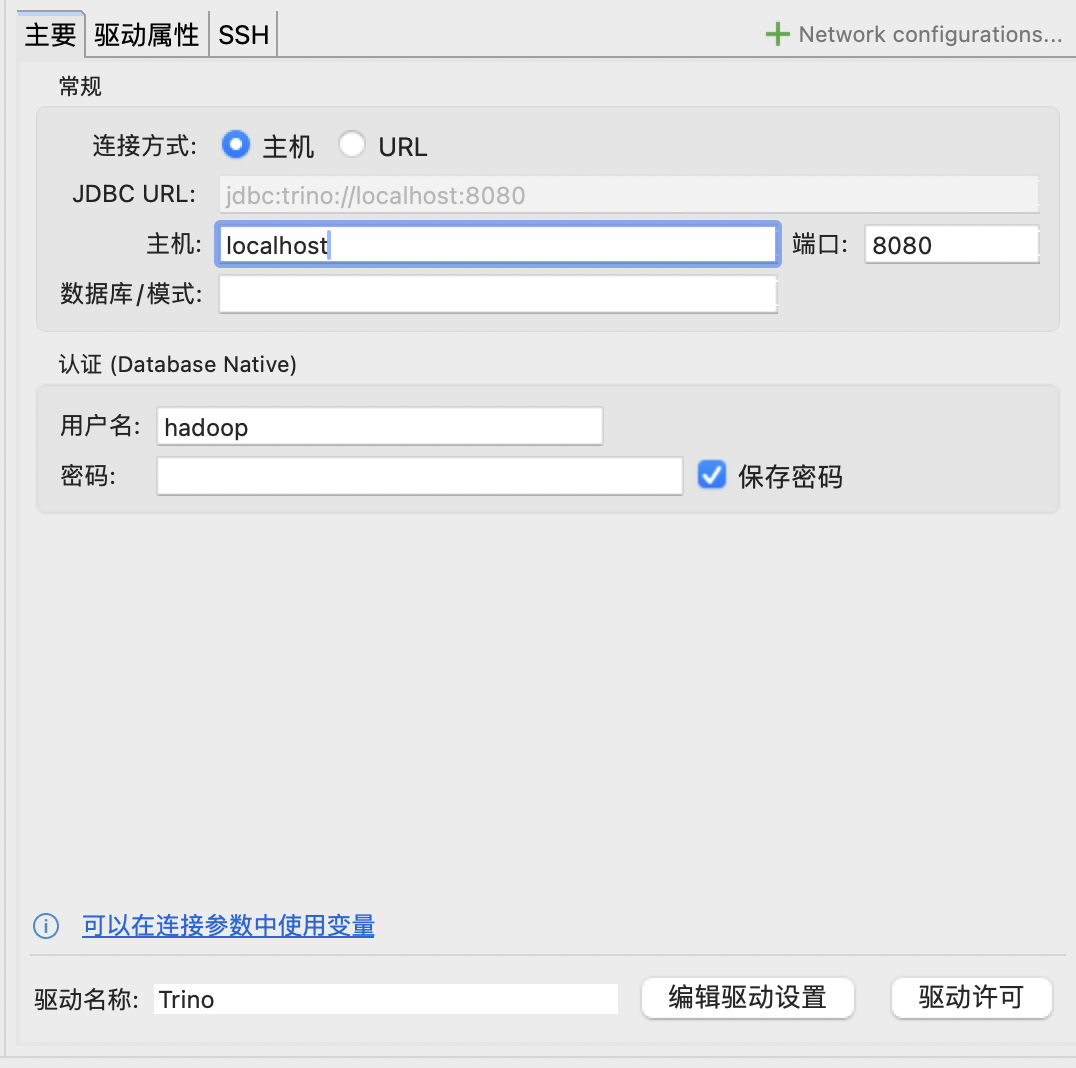 主要 驱动属性 SSH Network configurations...
常规
连接方式: 主机 URL
JDBC URL: jdbc:trino://localhost:8080
主机: localhost 端口: 8080
数据库/模式:
认证 (Database Native)
用户名: hadoop
密码: 保存密码
可以在连接参数中使用变量
驱动名称: Trino 编辑驱动设置 驱动许可